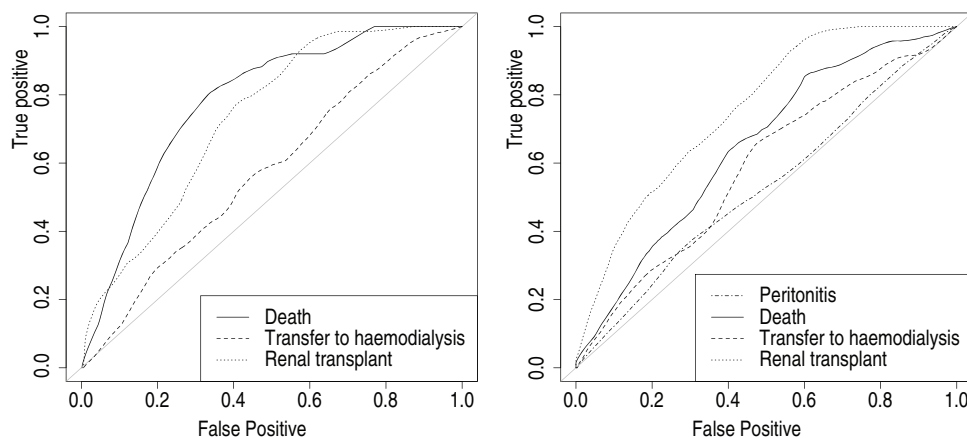 True positive
1.0
0.8
0.6
0.4
0.2
0.0
Death
Transfer to haemodialysis
Renal transplant
0.0 0.2 0.4 0.6 0.8 1.0
False Positive
True positive
1.0
0.8
0.6
0.4
0.2
0.0
Peritonitis
Death
Transfer to haemodialysis
Renal transplant
0.0 0.2 0.4 0.6 0.8 1.0
False Positive